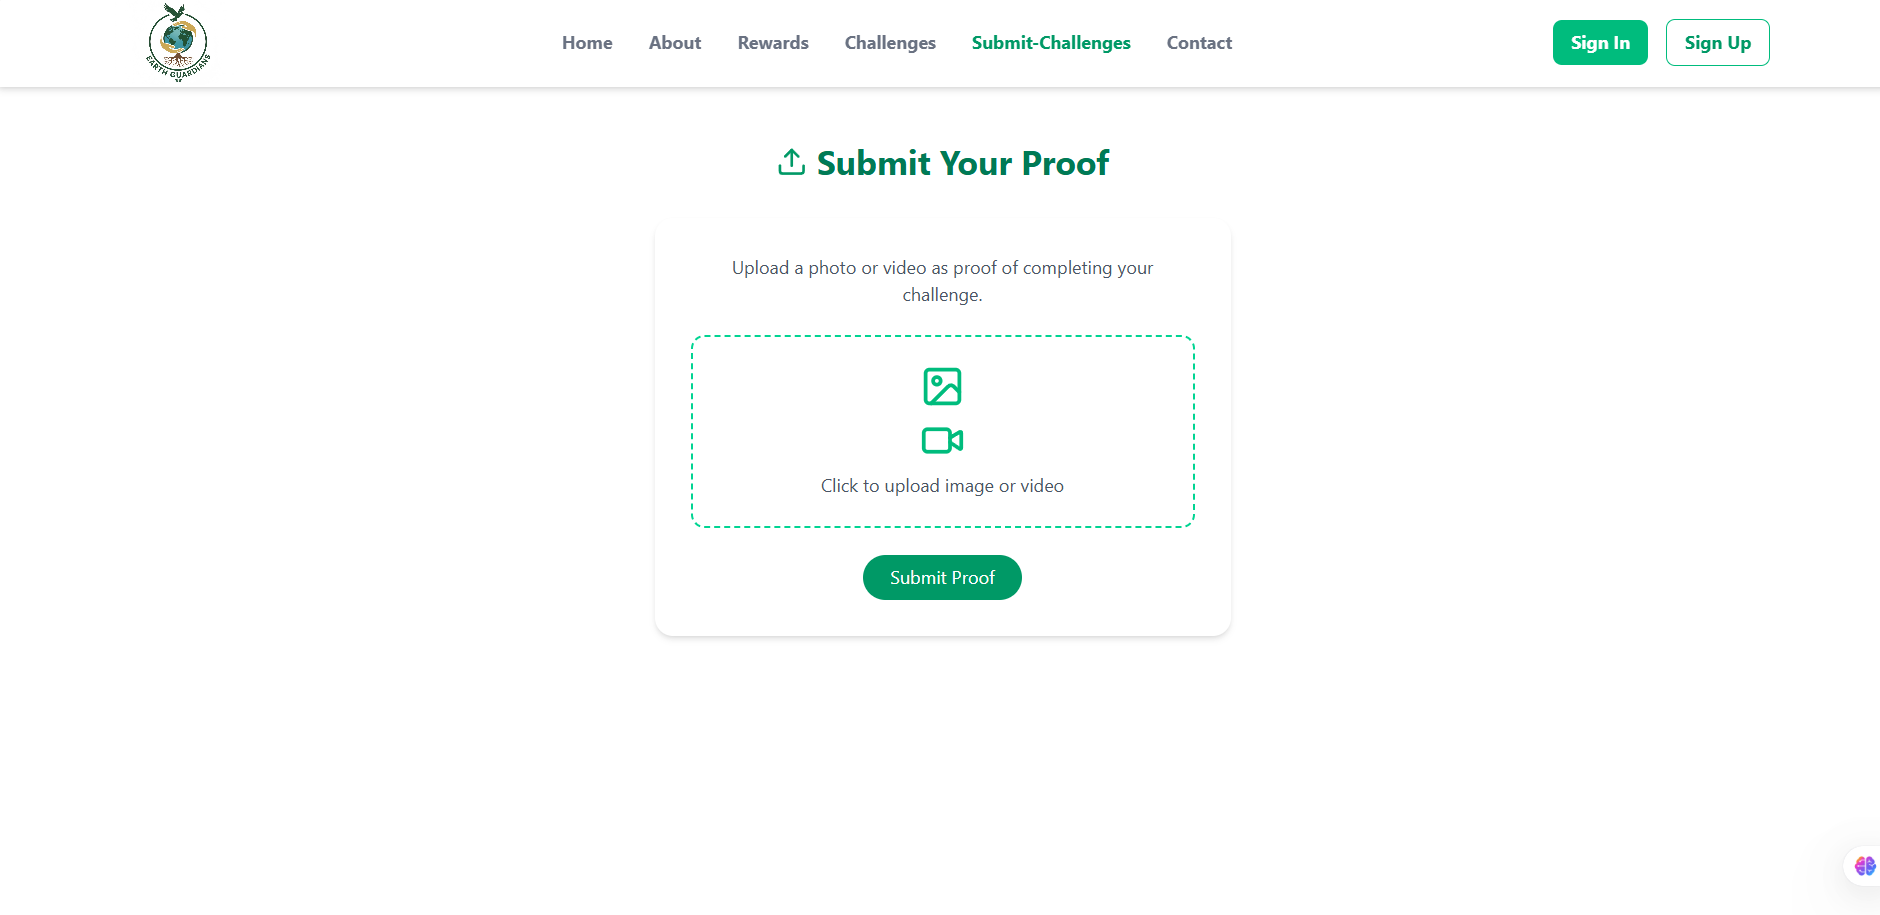 EARTH GUARDIANS
Home
About
Rewards
Challenges
Submit-Challenges
Contact
Sign In
Sign Up
Submit Your Proof
Upload a photo or video as proof of completing your
challenge.
Click to upload image or video
Submit Proof